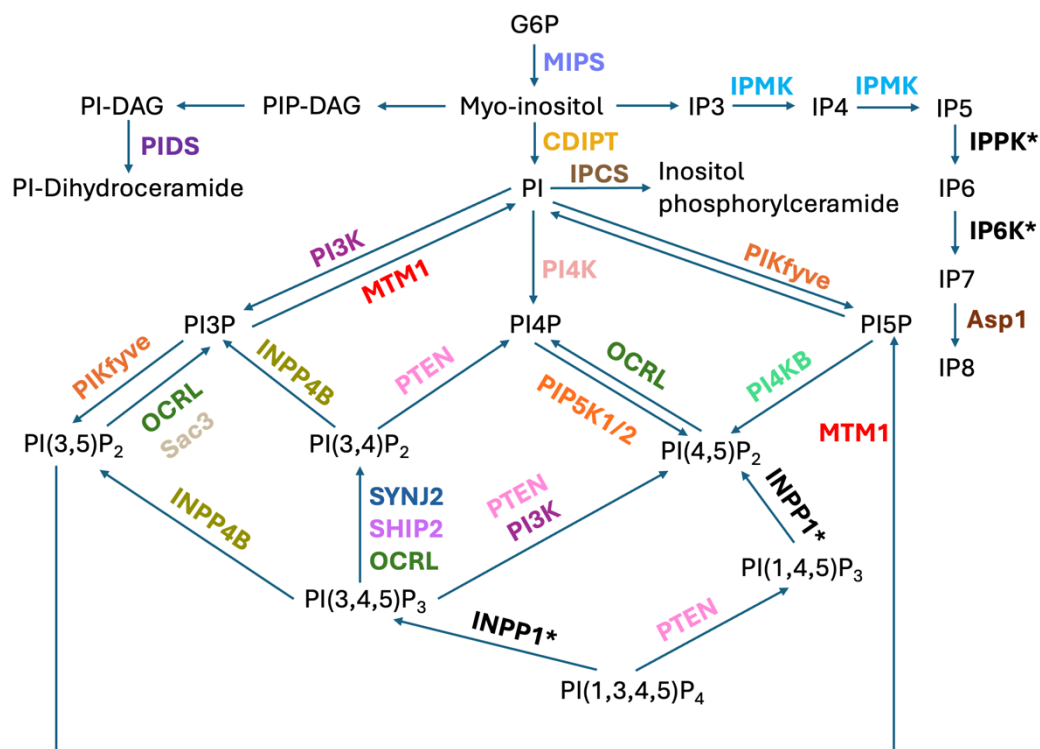 G6P
MIPS
PI-DAG
PIP-DAG
Myo-inositol
IP3
IPMK
IP4
IPMK
IP5
PIDS
CDIPT
IPPK*
PI-Dihydroceramide
PI
IPCS
Inositol
phosphorylceramide
IP6
IP6K*
PI3K
MTM1
PI4K
PIKfyve
IP7
Asp1
PI3P
PI4P
PI5P
IP8
PIKfyve
OCRL
Sac3
INPP4B
PTEN
OCRL
PIP5K1/2
PI4KB
MTM1
PI(3,5)P₂
PI(3,4)P₂
PI(4,5)P₂
INPP4B
SYNJ2
SHIP2
OCRL
PTEN
PI3K
INPP1*
PI(1,4,5)P₃
PI(3,4,5)P₃
INPP1*
PTEN
PI(1,3,4,5)P₄